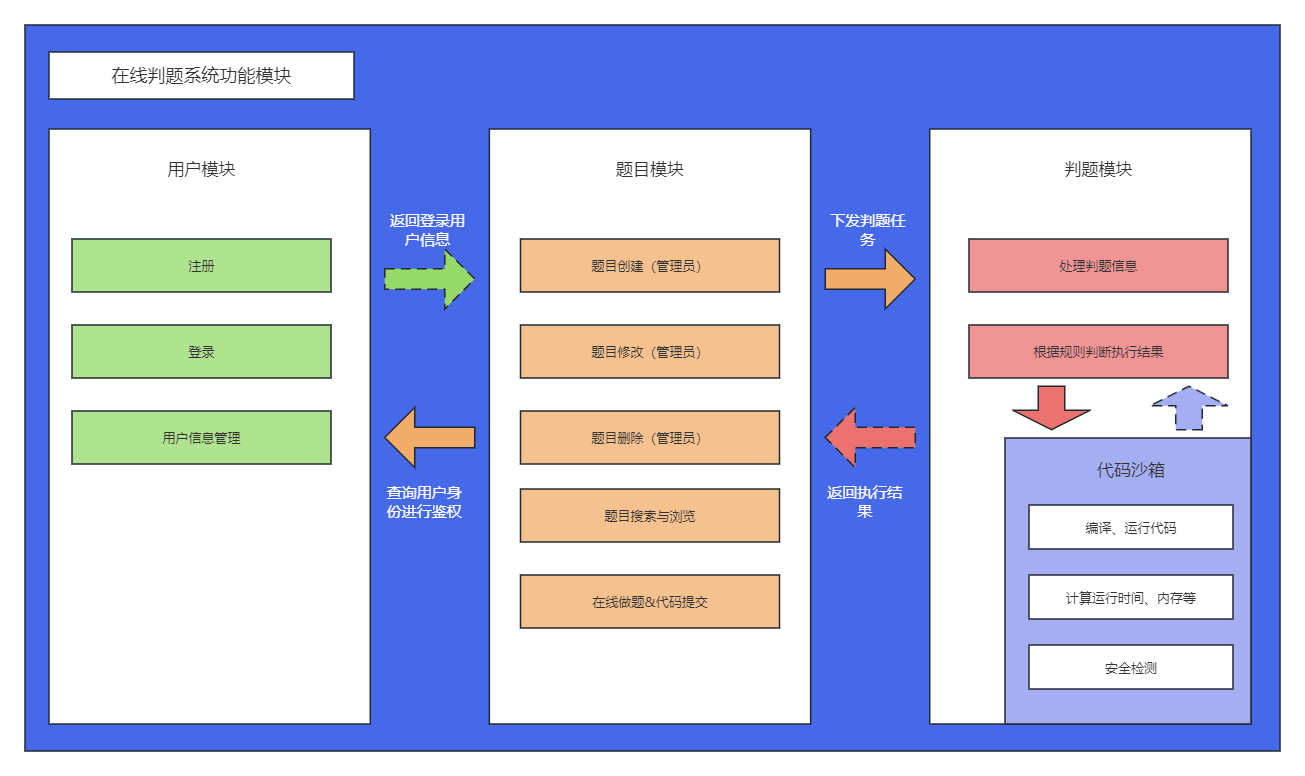 在线判题系统功能模块
用户模块
注册
登录
用户信息管理
返回登录用
户信息
查询用户身
份进行鉴权
题目模块
题目创建（管理员）
题目修改（管理员）
题目删除（管理员）
题目搜索与浏览
在线做题&代码提交
下发判题任
务
返回执行结
果
判题模块
处理判题信息
根据规则判断执行结果
代码沙箱
编译、运行代码
计算运行时间、内存等
安全检测